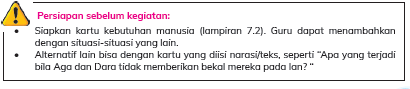 Persiapan sebelum kegiatan:
• Siapkan kartu kebutuhan manusia (lampiran 7.2). Guru dapat menambahkan
dengan situasi-situasi yang lain.
• Alternatif lain bisa dengan kartu yang diisi narasi/teks, seperti “Apa yang terjadi
bila Aga dan Dara tidak memberikan bekal mereka pada Ian? “